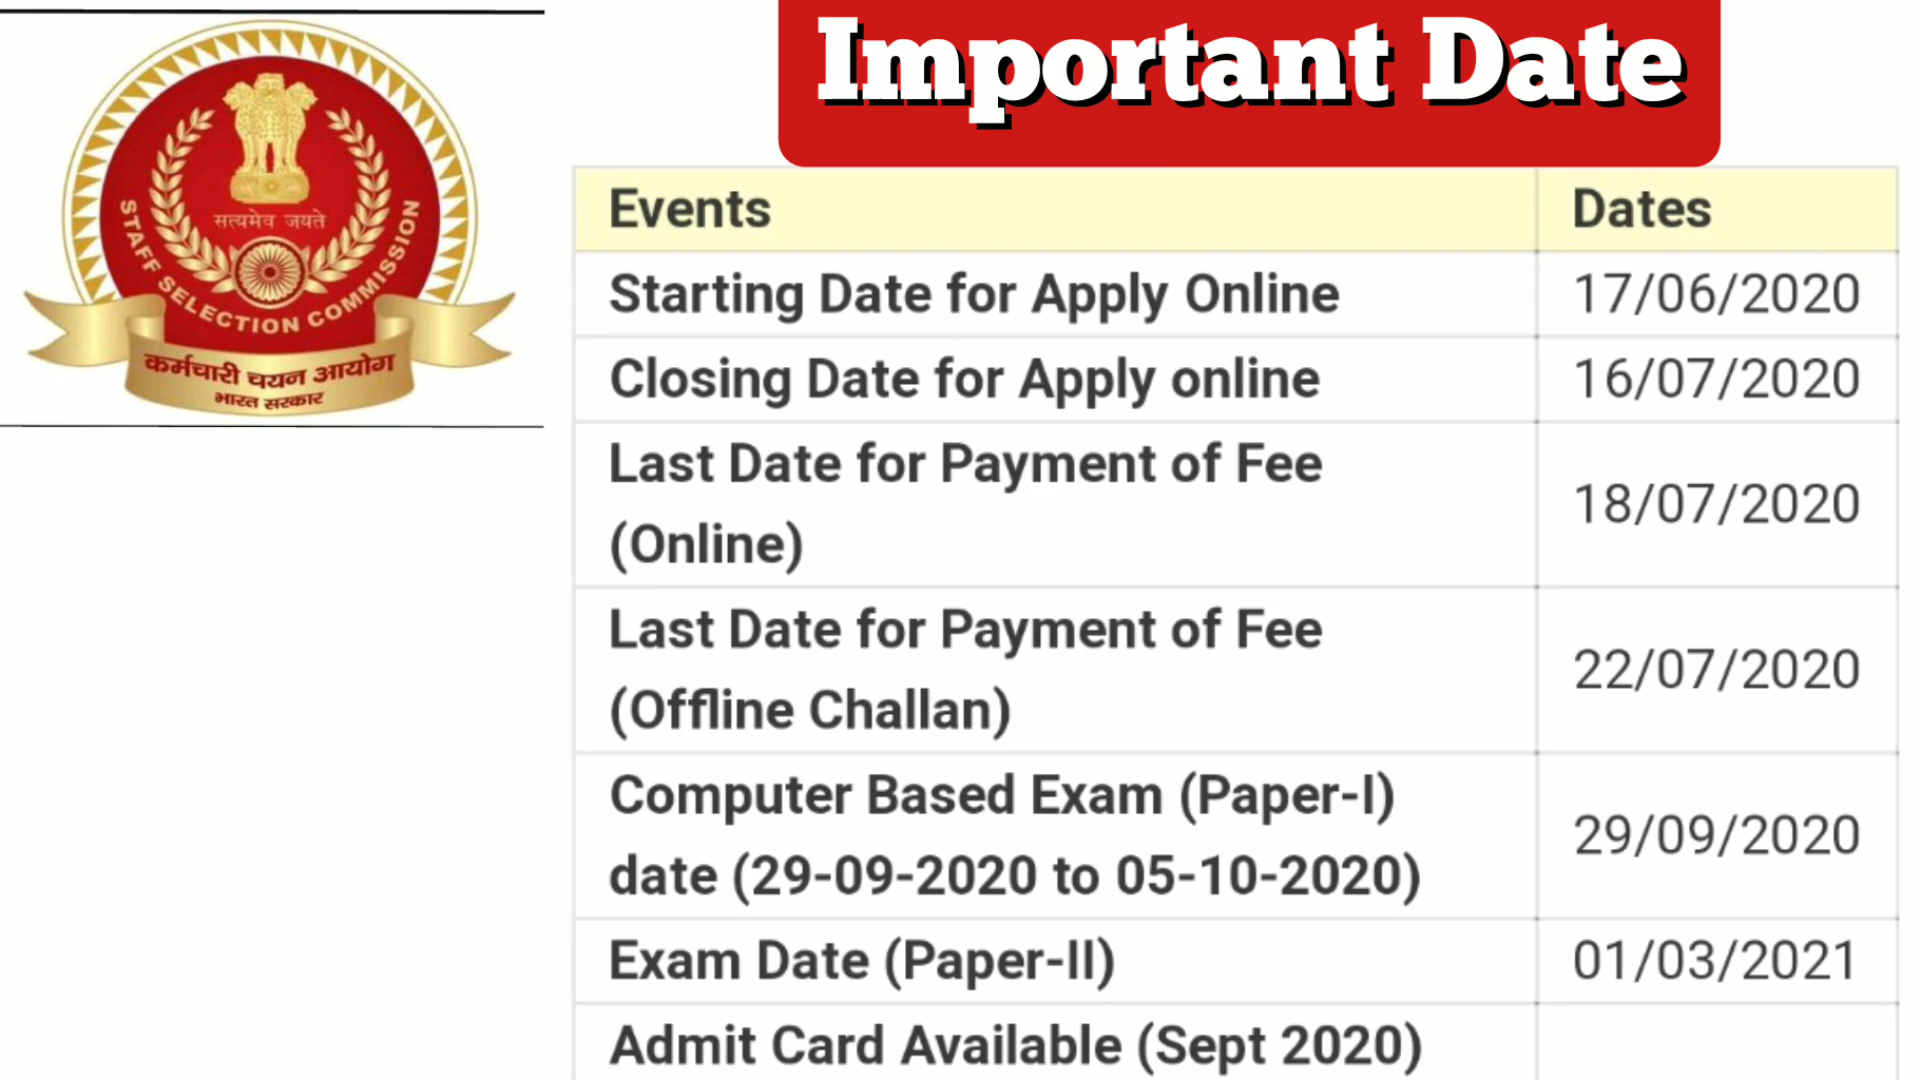 Important Date
सत्यमेव जयते
STAFF SELECTION COMMISSION
कर्मचारी चयन आयोग
भारत सरकार
Events Dates
Starting Date for Apply Online 17/06/2020
Closing Date for Apply online 16/07/2020
Last Date for Payment of Fee
(Online) 18/07/2020
Last Date for Payment of Fee
(Offline Challan) 22/07/2020
Computer Based Exam (Paper-I)
date (29-09-2020 to 05-10-2020) 29/09/2020
Exam Date (Paper-II) 01/03/2021
Admit Card Available (Sept 2020)